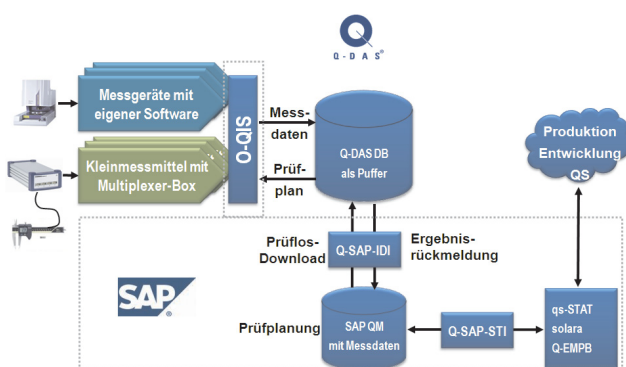 Q-DAS®
Messgeräte mit
eigener Software
Kleinmessmittel mit
Multiplexer-Box
O-QIS
Mess-
daten
Prüf-
plan
Q-DAS DB
als Puffer
Produktion
Entwicklung
QS
Prüflos-
Download
Q-SAP-IDI
Ergebnis-
rückmeldung
SAP
Prüfplanung
SAP QM
mit Messdaten
Q-SAP-STI
qs-STAT
solara
Q-EMPB